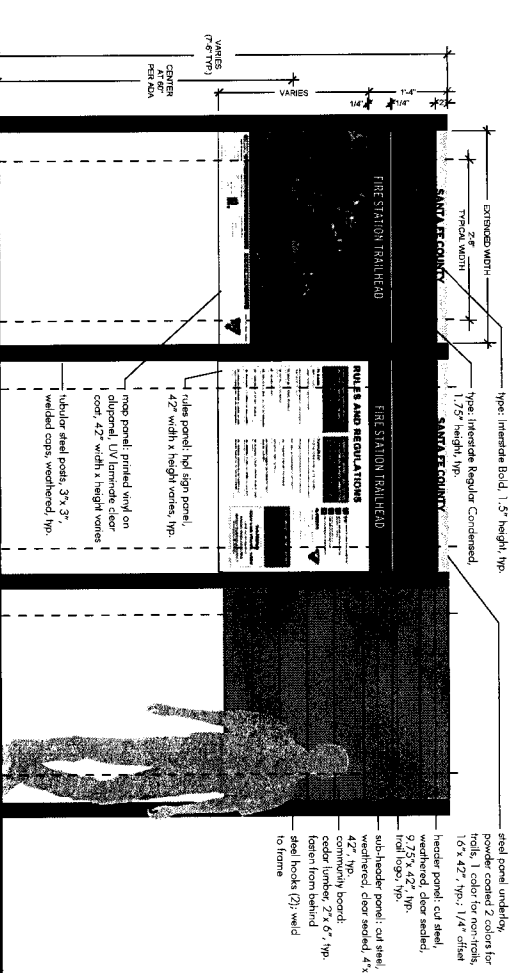 VARIES
(7'-6" TYP.)
CENTER
AT 60"
PER ADA
VARIES
1/4"
1'-4"
1/4"
2"
EXTENDED WIDTH
2'-8"
TYPICAL WIDTH
SANTA FE COUNTY
FIRE STATION TRAILHEAD
SANTA FE COUNTY
FIRE STATION TRAILHEAD
RULES AND REGULATIONS
type: Interstate Bold, 1.5" height, typ.
type: Interstate Regular Condensed,
1.75" height, typ.
rules panel: hpl sign panel,
42" width x height varies, typ.
map panel: printed vinyl on
alupanel, UV laminate clear
coat, 42" width x height varies
tubular steel posts, 3"x 3",
welded caps, weathered, typ.
steel panel underlay,
powder coated 2 colors for
trails, 1 color for non-trails,
16"x 42", typ.; 1/4" offset
header panel: cut steel,
weathered, clear sealed,
9.75"x 42", typ.
trail logo, typ.
sub-header panel: cut steel,
weathered, clear sealed, 4"x
42", typ.
community board:
cedar lumber, 2"x 6", typ.
fasten from behind
steel hooks (2); weld
to frame